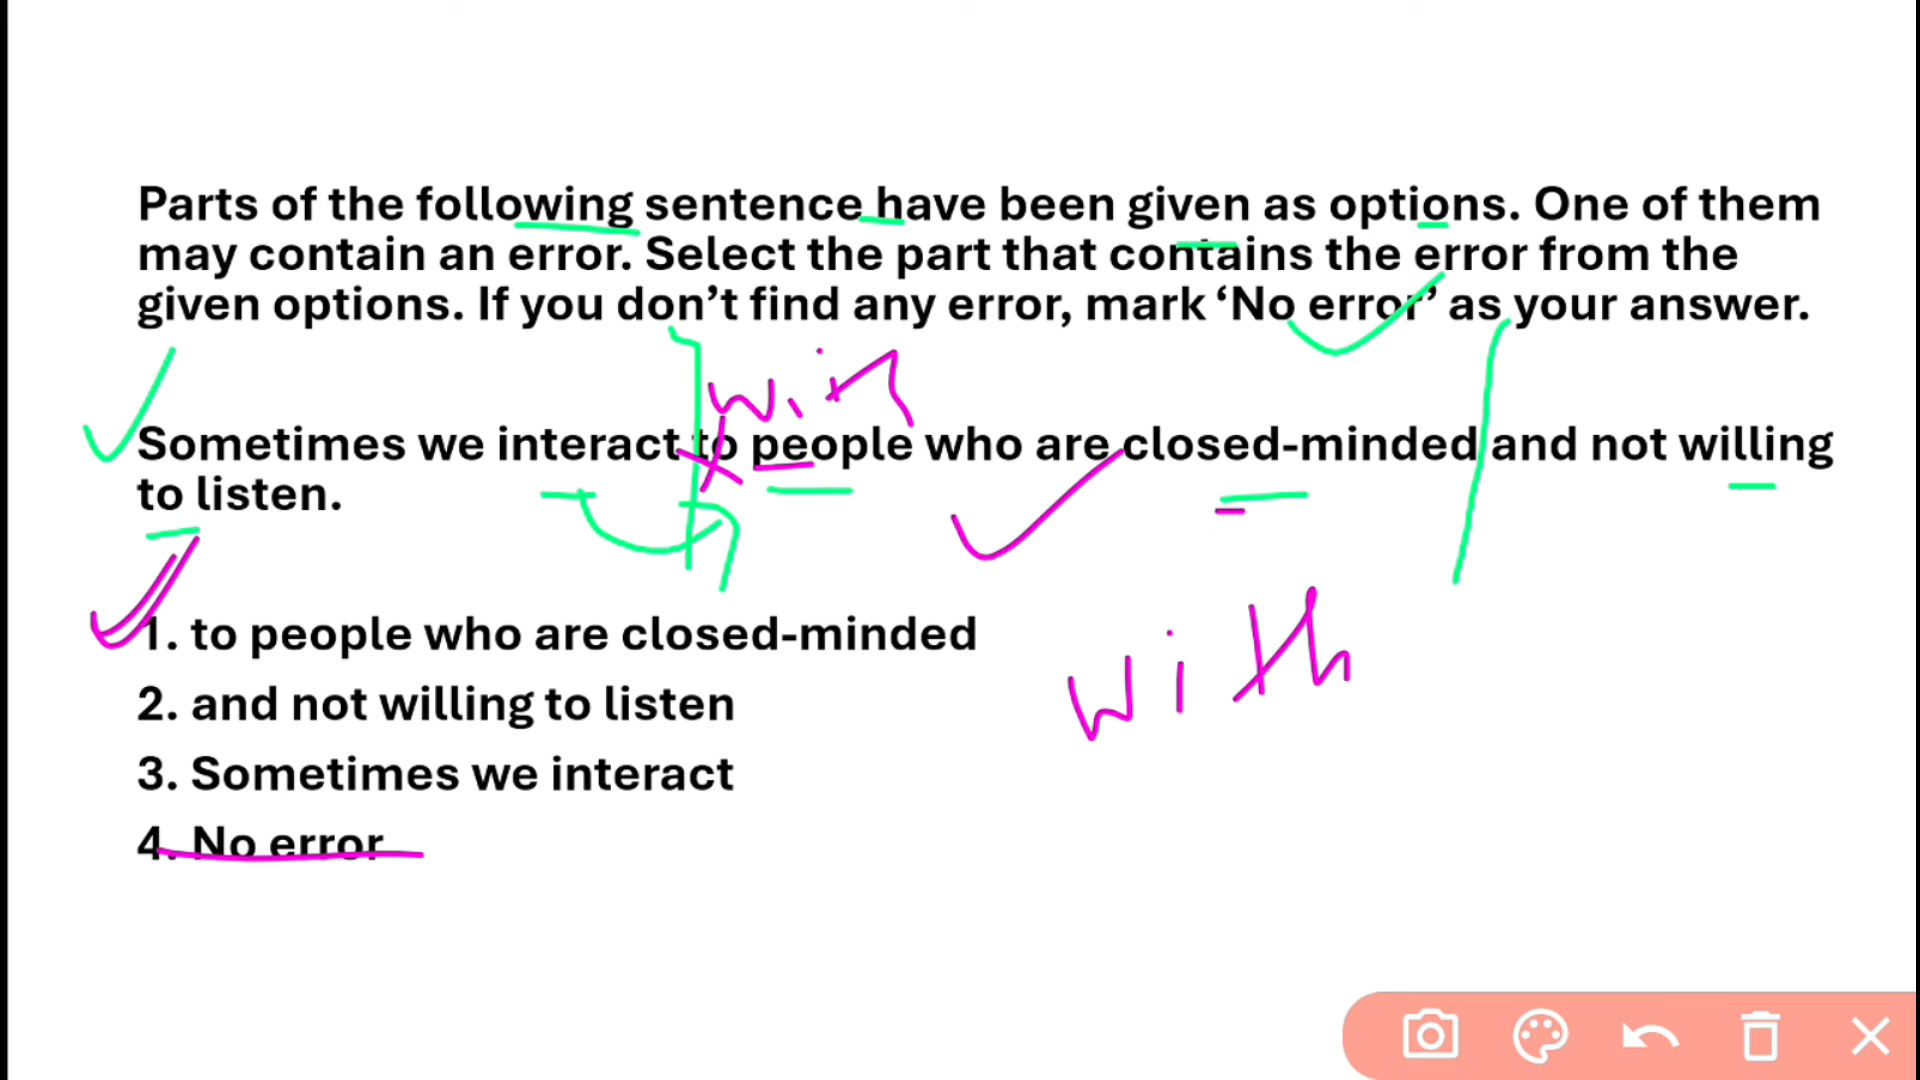 Parts of the following sentence have been given as options. One of them
may contain an error. Select the part that contains the error from the
given options. If you don’t find any error, mark ‘No error’ as your answer.
Sometimes we interact to people who are closed-minded and not willing
to listen.
1. to people who are closed-minded
with
2. and not willing to listen
3. Sometimes we interact
4. No error